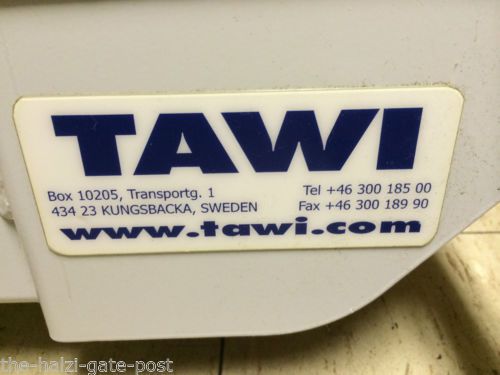 TAWI
Box 10205, Transportg. 1 Tel +46 300 185 00
434 23 KUNGSBACKA, SWEDEN Fax +46 300 189 90
www.tawi.com
the-halzi-gate-post